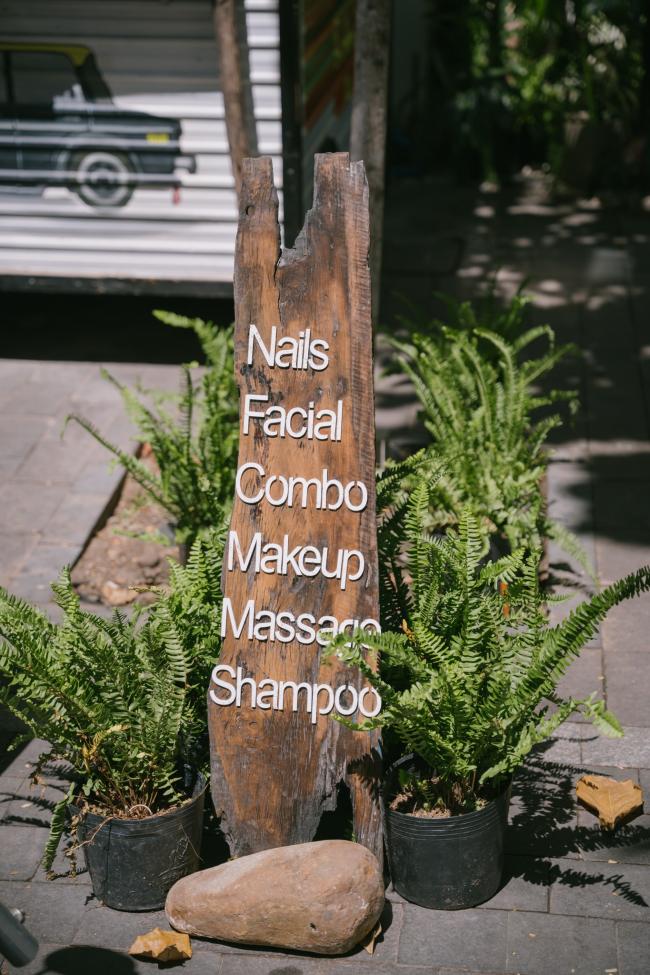 Nails
Facial
Combo
Makeup
Massage
Shampoo